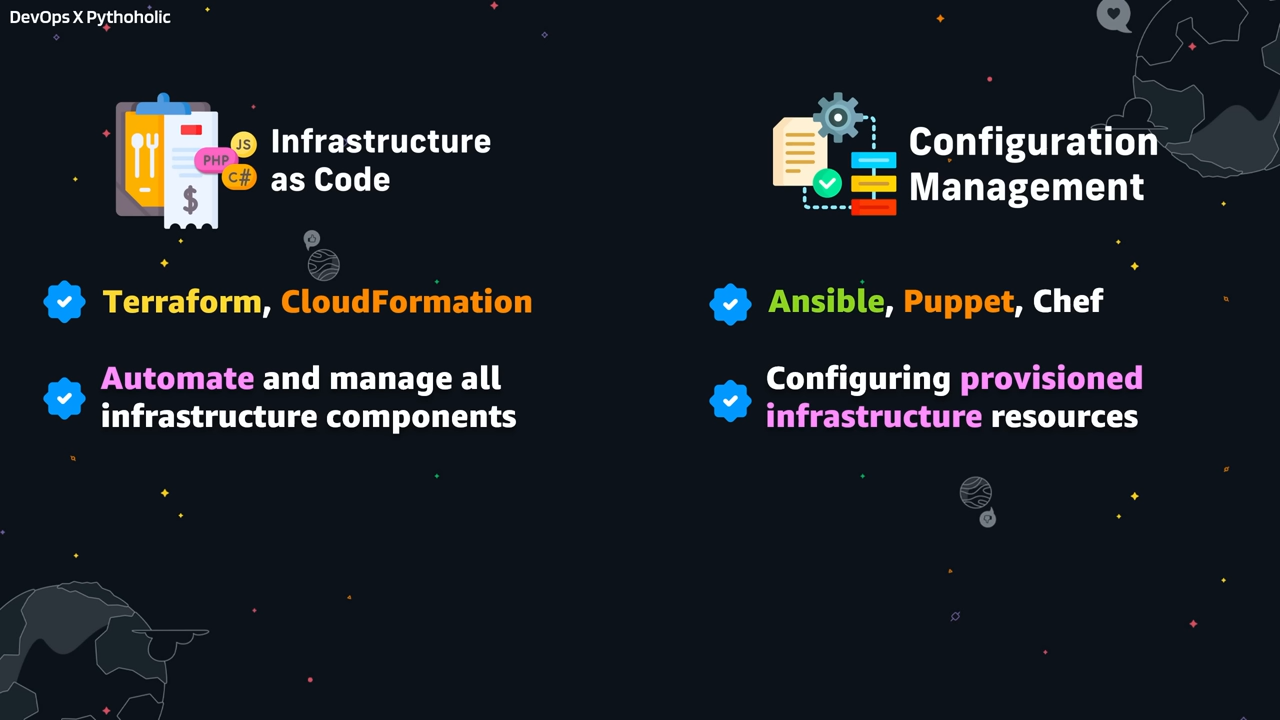 DevOps X Pythoholic
Infrastructure
as Code
JS
PHP
C#
$
Terraform, CloudFormation
Automate and manage all
infrastructure components
Configuration
Management
Ansible, Puppet, Chef
Configuring provisioned
infrastructure resources